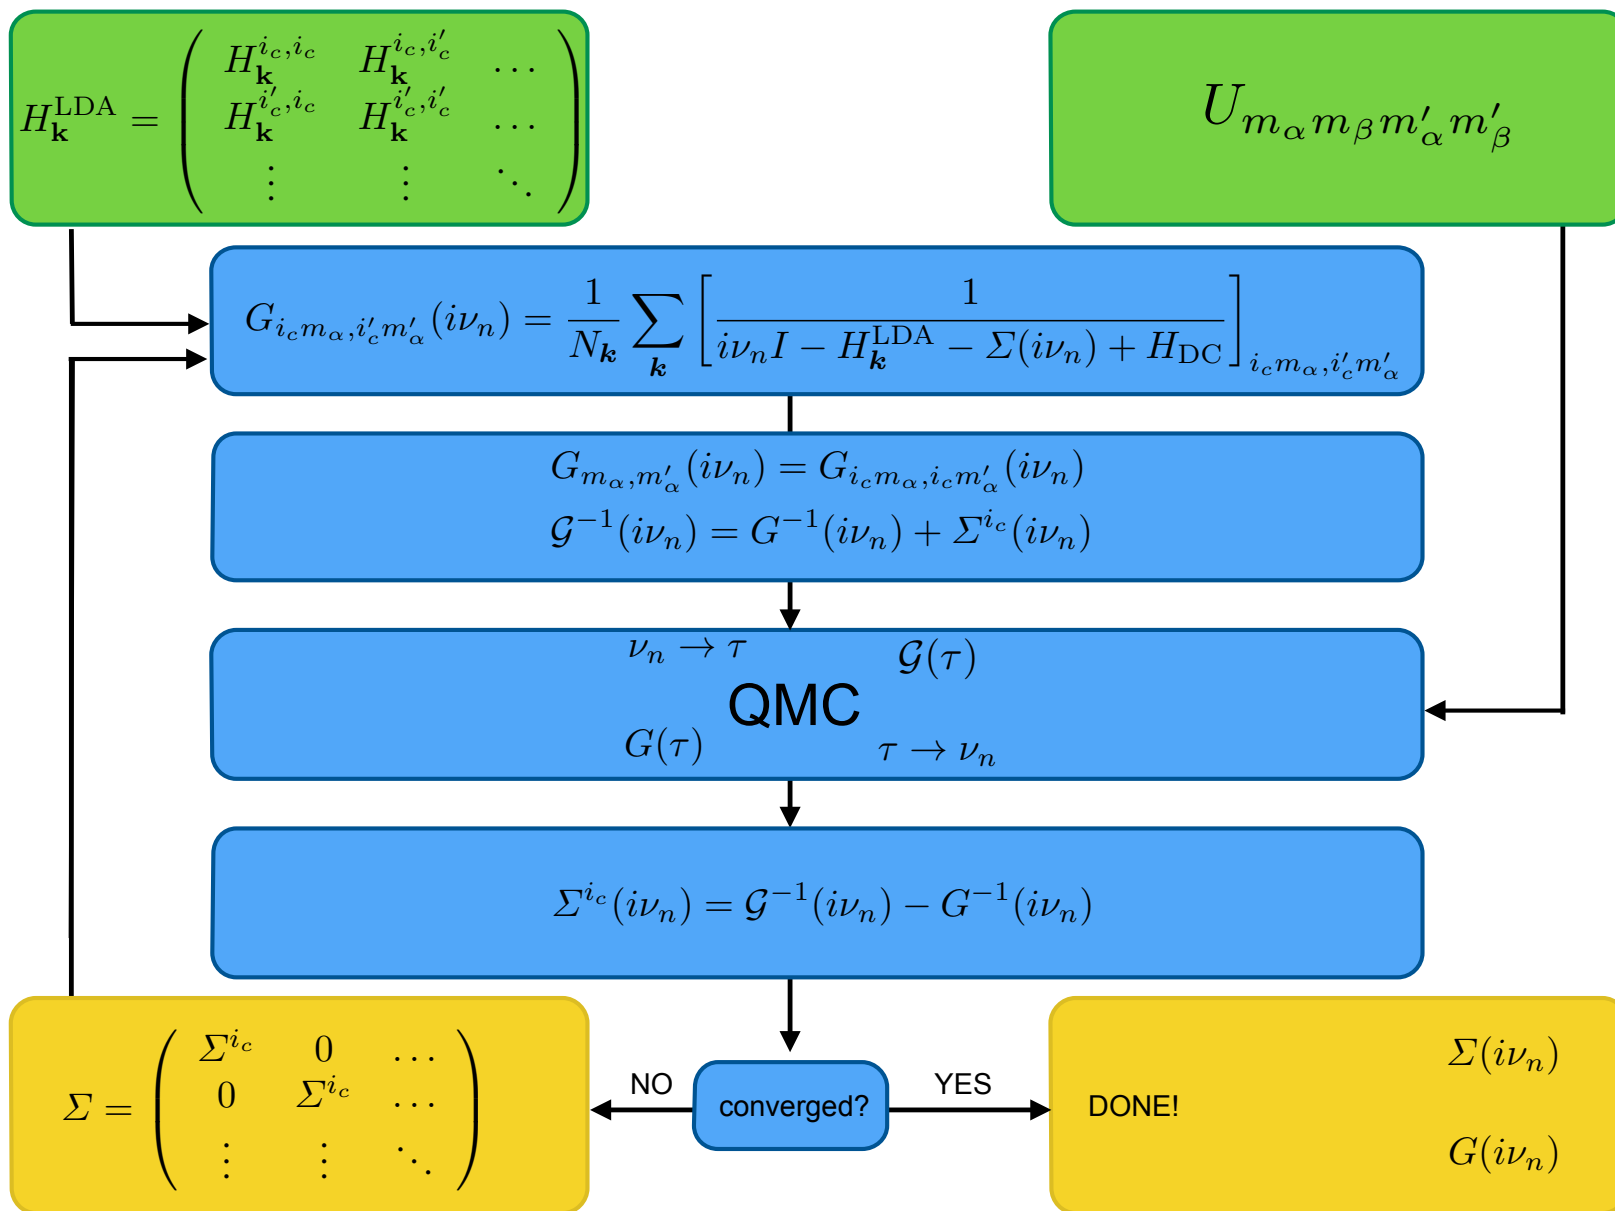 H_𝐤^{LDA} = ( H_𝐤^{i_c,i_c} H_𝐤^{i_c,i'_c} …
H_𝐤^{i'_c,i_c} H_𝐤^{i'_c,i'_c} …
⋮ ⋮ ⋱ )
U_{m_α m_β m'_α m'_β}
G_{i_c m_α, i'_c m'_α}(iν_n) = 1/N_𝒌 ∑_𝒌 [ 1 / (iν_n I − H_𝒌^{LDA} − Σ(iν_n) + H_{DC}) ]_{i_c m_α, i'_c m'_α}
G_{m_α, m'_α}(iν_n) = G_{i_c m_α, i_c m'_α}(iν_n)
𝒢^{−1}(iν_n) = G^{−1}(iν_n) + Σ^{i_c}(iν_n)
ν_n → τ 𝒢(τ)
QMC
G(τ) τ → ν_n
Σ^{i_c}(iν_n) = 𝒢^{−1}(iν_n) − G^{−1}(iν_n)
Σ = ( Σ^{i_c} 0 …
0 Σ^{i_c} …
⋮ ⋮ ⋱ )
NO
converged?
YES
Σ(iν_n)
DONE!
G(iν_n)